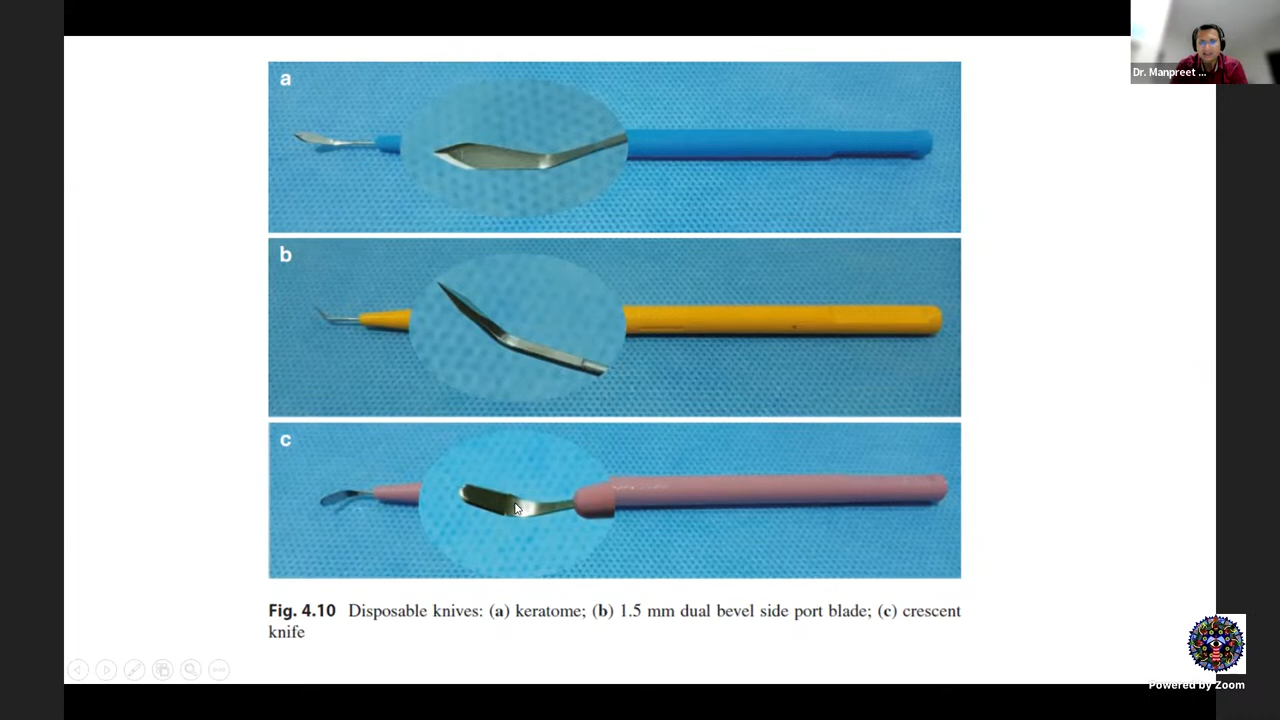 Dr. Manpreet ...
a
b
c
Fig. 4.10 Disposable knives: (a) keratome; (b) 1.5 mm dual bevel side port blade; (c) crescent
knife
Powered by Zoom